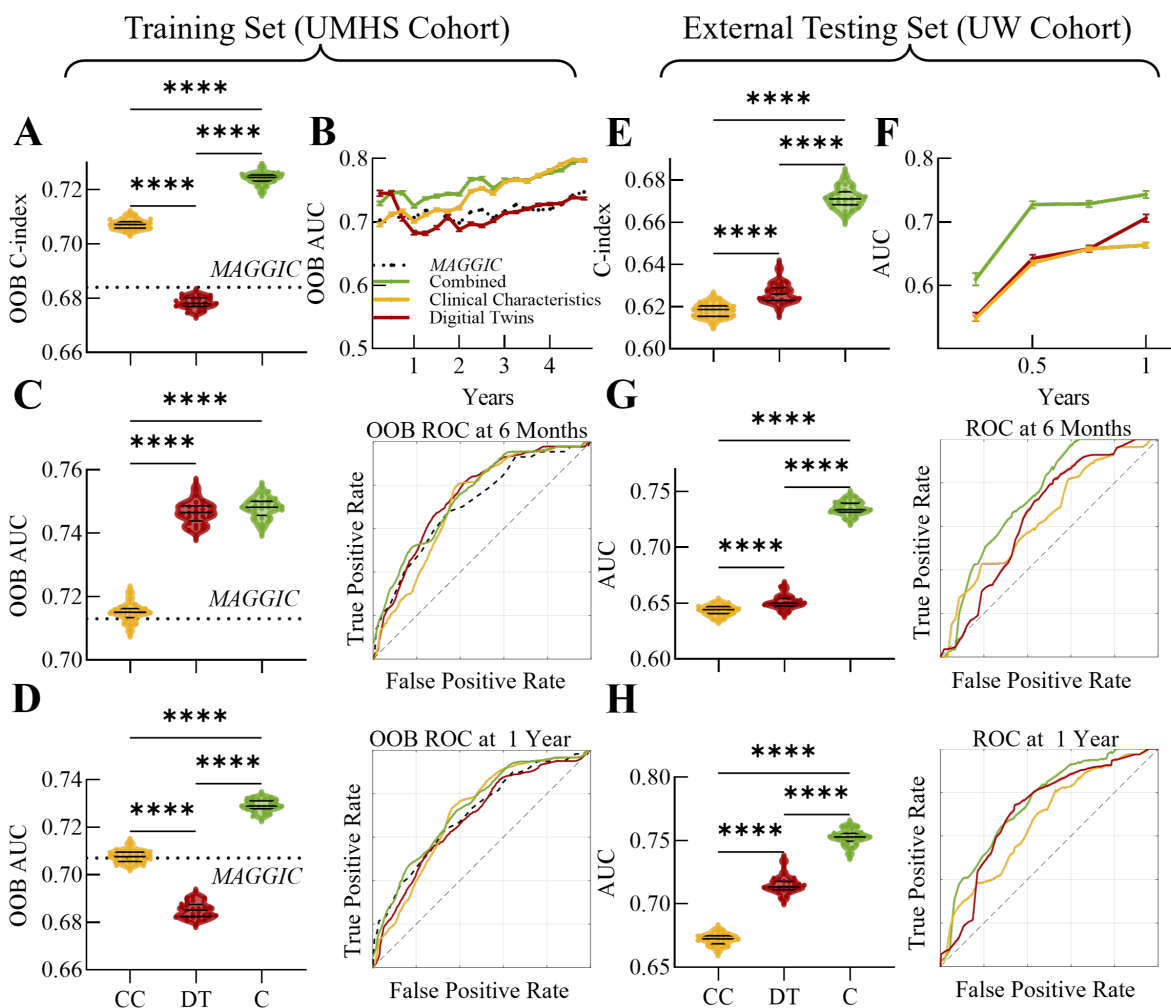 Training Set (UMHS Cohort)
External Testing Set (UW Cohort)
A
****
****
****
OOB C-index
0.72
0.70
0.68
0.66
MAGGIC
B
OOB AUC
0.8
0.7
0.6
0.5
MAGGIC
Combined
Clinical Characteristics
Digitial Twins
1
2
3
4
Years
E
****
****
****
C-index
0.68
0.66
0.64
0.62
0.60
F
AUC
0.8
0.7
0.6
0.5
1
Years
C
****
****
OOB AUC
0.76
0.74
0.72
0.70
MAGGIC
OOB ROC at 6 Months
True Positive Rate
False Positive Rate
G
****
****
****
AUC
0.75
0.70
0.65
0.60
ROC at 6 Months
True Positive Rate
False Positive Rate
D
****
****
****
OOB AUC
0.74
0.72
0.70
0.68
0.66
MAGGIC
CC
DT
C
OOB ROC at 1 Year
True Positive Rate
False Positive Rate
H
****
****
****
AUC
0.80
0.75
0.70
0.65
CC
DT
C
ROC at 1 Year
True Positive Rate
False Positive Rate